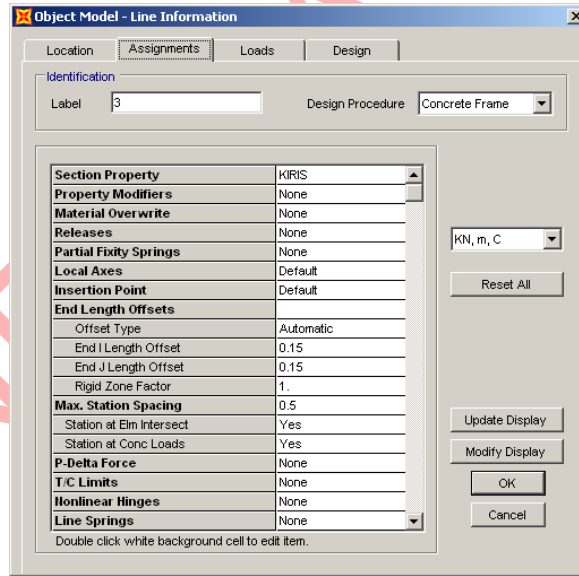 Object Model - Line Information
Location Assignments Loads Design
Identification
Label 3 Design Procedure Concrete Frame
Section Property KIRIS
Property Modifiers None
Material Overwrite None
Releases None
Partial Fixity Springs None
Local Axes Default
Insertion Point Default
End Length Offsets
Offset Type Automatic
End I Length Offset 0.15
End J Length Offset 0.15
Rigid Zone Factor 1.
Max. Station Spacing 0.5
Station at Elm Intersect Yes
Station at Conc Loads Yes
P-Delta Force None
T/C Limits None
Nonlinear Hinges None
Line Springs None
Double click white background cell to edit item.
KN, m, C
Reset All
Update Display
Modify Display
OK
Cancel